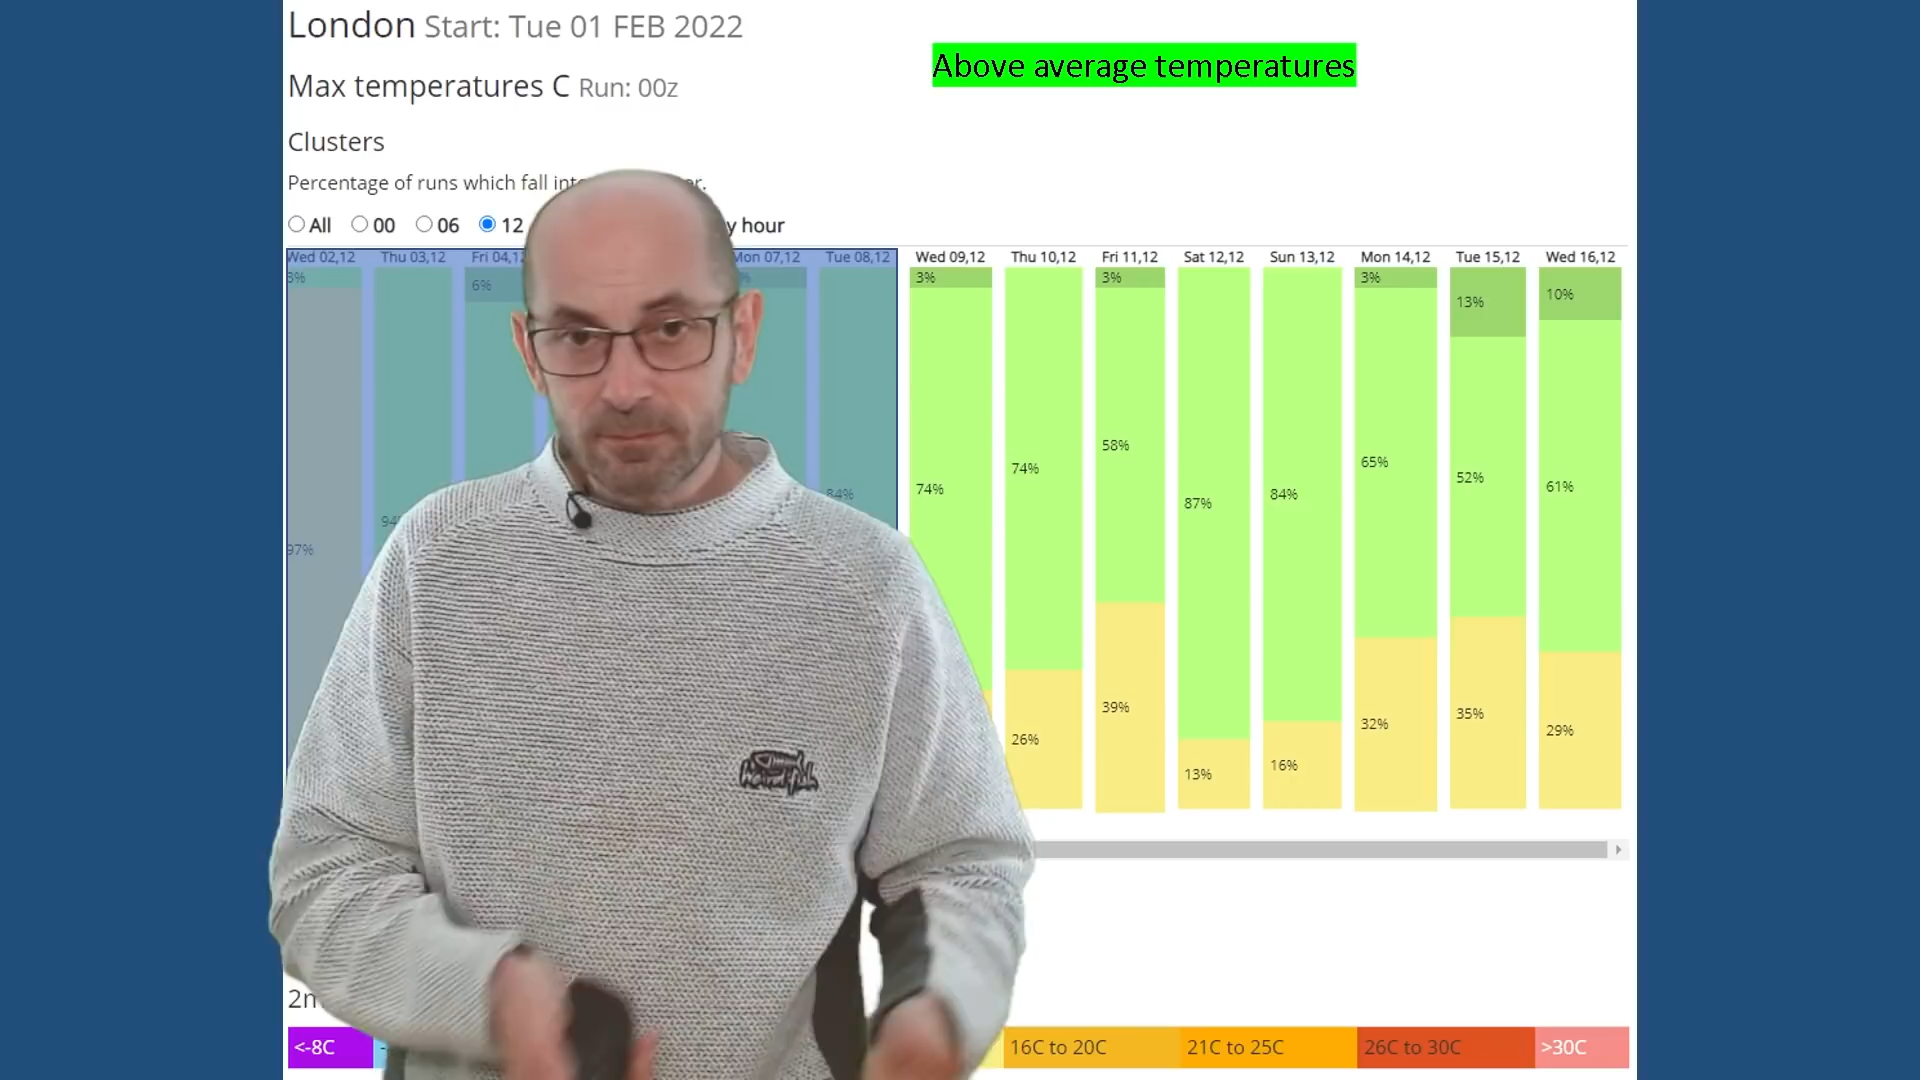 London Start: Tue 01 FEB 2022
Above average temperatures
Max temperatures C Run: 00z
Clusters
Percentage of runs which fall into
All 00 06 12 hour
Wed 02,12 Thu 03,12 Fri 04,12 Mon 07,12 Tue 08,12 Wed 09,12 Thu 10,12 Fri 11,12 Sat 12,12 Sun 13,12 Mon 14,12 Tue 15,12 Wed 16,12
3% 6% 3% 3% 3% 13% 10%
58%
74% 65% 52% 61%
84% 74% 87% 84%
97%
39% 32% 35% 29%
26% 13% 16%
weird fish
<-8C 16C to 20C 21C to 25C 26C to 30C >30C